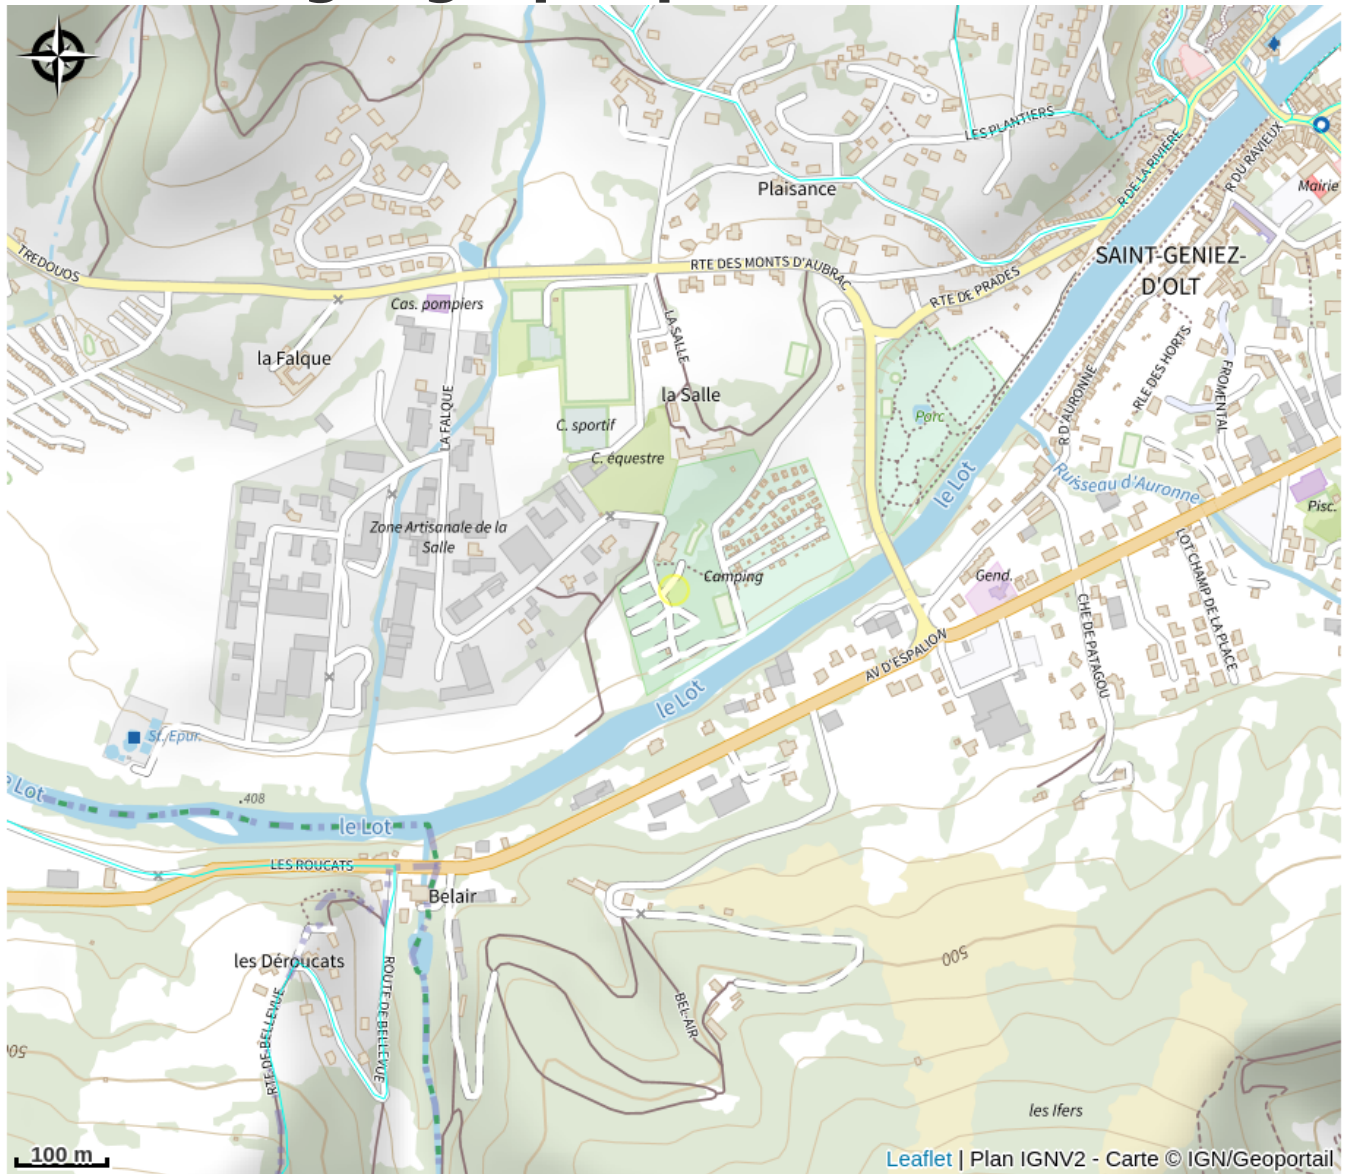 LES PLANTIERS
R DE LA RIVIÈRE
R DU RAVIEUX
Plaisance
Mairie
TREDOUOS
RTE DES MONTS D'AUBRAC
RTE DE PRADES
SAINT-GENIEZ-
D'OLT
Cas. pompiers
la Falque
LA SALLE
la Salle
RLE DES HORTS
FROMENTAL
R D'AURONNE
LA FALQUE
C. sportif
Parc
C. équestre
le Lot
Ruisseau d'Auronne
Pisc.
Zone Artisanale de la
Salle
Camping
Gend.
LOT CHAMP DE LA PLACE
CHE DE PATAGOU
AV D'ESPALION
le Lot
St. Epur.
le Lot
408
le Lot
LES ROUCATS
Belair
les Déroucats
500
ROUTE DE BELLEVUE
RTE DE BELLEVUE
BEL-AIR
500
les Ifers
100 m
Leaflet | Plan IGNV2 - Carte © IGN/Geoportail